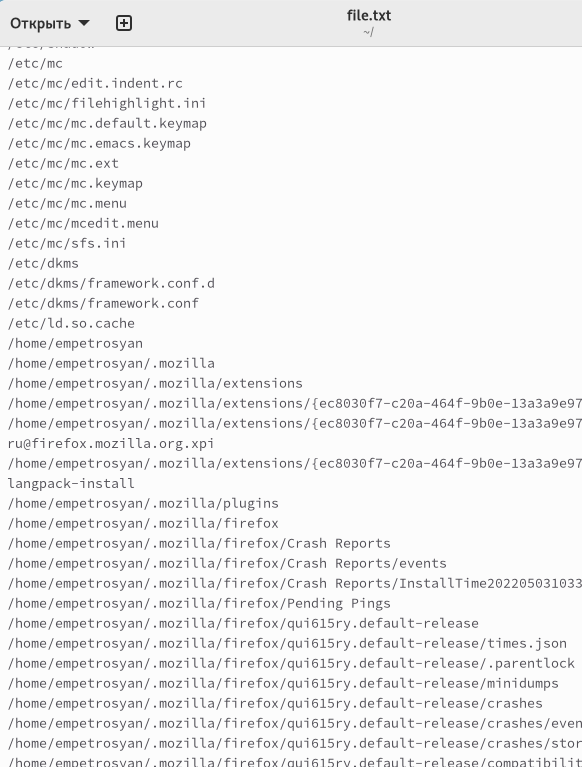 Открыть
file.txt
~/
/etc/shadow
/etc/mc
/etc/mc/edit.indent.rc
/etc/mc/filehighlight.ini
/etc/mc/mc.default.keymap
/etc/mc/mc.emacs.keymap
/etc/mc/mc.ext
/etc/mc/mc.keymap
/etc/mc/mc.menu
/etc/mc/mcedit.menu
/etc/mc/sfs.ini
/etc/dkms
/etc/dkms/framework.conf.d
/etc/dkms/framework.conf
/etc/ld.so.cache
/home/empetrosyan
/home/empetrosyan/.mozilla
/home/empetrosyan/.mozilla/extensions
/home/empetrosyan/.mozilla/extensions/{ec8030f7-c20a-464f-9b0e-13a3a9e97
/home/empetrosyan/.mozilla/extensions/{ec8030f7-c20a-464f-9b0e-13a3a9e97
ru@firefox.mozilla.org.xpi
/home/empetrosyan/.mozilla/extensions/{ec8030f7-c20a-464f-9b0e-13a3a9e97
langpack-install
/home/empetrosyan/.mozilla/plugins
/home/empetrosyan/.mozilla/firefox
/home/empetrosyan/.mozilla/firefox/Crash Reports
/home/empetrosyan/.mozilla/firefox/Crash Reports/events
/home/empetrosyan/.mozilla/firefox/Crash Reports/InstallTime202205031033
/home/empetrosyan/.mozilla/firefox/Pending Pings
/home/empetrosyan/.mozilla/firefox/qui615ry.default-release
/home/empetrosyan/.mozilla/firefox/qui615ry.default-release/times.json
/home/empetrosyan/.mozilla/firefox/qui615ry.default-release/.parentlock
/home/empetrosyan/.mozilla/firefox/qui615ry.default-release/minidumps
/home/empetrosyan/.mozilla/firefox/qui615ry.default-release/crashes
/home/empetrosyan/.mozilla/firefox/qui615ry.default-release/crashes/even
/home/empetrosyan/.mozilla/firefox/qui615ry.default-release/crashes/stor
/home/empetrosyan/.mozilla/firefox/qui615ry.default-release/compatibilit